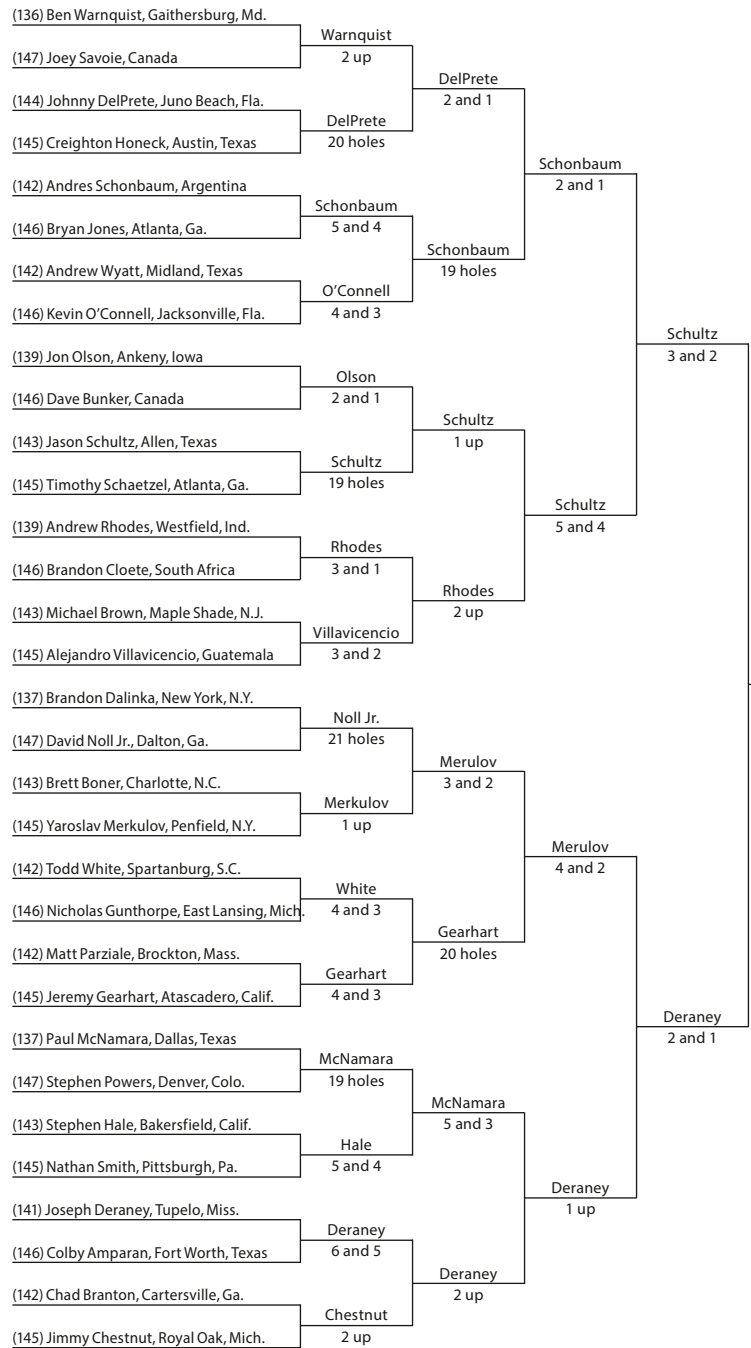 (136) Ben Warnquist, Gaithersburg, Md.
Warnquist
(147) Joey Savoie, Canada
2 up
DelPrete
(144) Johnny DelPrete, Juno Beach, Fla.
2 and 1
DelPrete
(145) Creighton Honeck, Austin, Texas
20 holes
Schonbaum
(142) Andres Schonbaum, Argentina
2 and 1
Schonbaum
(146) Bryan Jones, Atlanta, Ga.
5 and 4
Schonbaum
(142) Andrew Wyatt, Midland, Texas
19 holes
O’Connell
(146) Kevin O’Connell, Jacksonville, Fla.
4 and 3
Schultz
(139) Jon Olson, Ankeny, Iowa
3 and 2
Olson
(146) Dave Bunker, Canada
2 and 1
Schultz
(143) Jason Schultz, Allen, Texas
1 up
Schultz
(145) Timothy Schaetzel, Atlanta, Ga.
19 holes
Schultz
(139) Andrew Rhodes, Westfield, Ind.
5 and 4
Rhodes
(146) Brandon Cloete, South Africa
3 and 1
Rhodes
(143) Michael Brown, Maple Shade, N.J.
2 up
Villavicencio
(145) Alejandro Villavicencio, Guatemala
3 and 2
(137) Brandon Dalinka, New York, N.Y.
Noll Jr.
(147) David Noll Jr., Dalton, Ga.
21 holes
Merulov
(143) Brett Boner, Charlotte, N.C.
3 and 2
Merkulov
(145) Yaroslav Merkulov, Penfield, N.Y.
1 up
Merulov
(142) Todd White, Spartanburg, S.C.
4 and 2
White
(146) Nicholas Gunthorpe, East Lansing, Mich.
4 and 3
Gearhart
(142) Matt Parziale, Brockton, Mass.
20 holes
Gearhart
(145) Jeremy Gearhart, Atascadero, Calif.
4 and 3
Deraney
(137) Paul McNamara, Dallas, Texas
2 and 1
McNamara
(147) Stephen Powers, Denver, Colo.
19 holes
McNamara
(143) Stephen Hale, Bakersfield, Calif.
5 and 3
Hale
(145) Nathan Smith, Pittsburgh, Pa.
5 and 4
Deraney
(141) Joseph Deraney, Tupelo, Miss.
1 up
Deraney
(146) Colby Amparan, Fort Worth, Texas
6 and 5
Deraney
(142) Chad Branton, Cartersville, Ga.
2 up
Chestnut
(145) Jimmy Chestnut, Royal Oak, Mich.
2 up